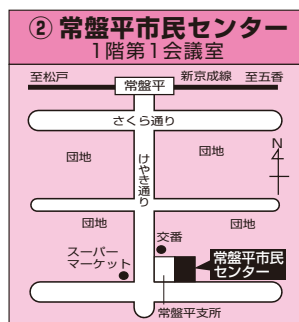 ② 常盤平市民センター
1階第1会議室
至松戸
常盤平
新京成線
至五香
さくら通り
団地
けやき通り
団地
N
団地
団地
交番
スーパー
マーケット
常盤平市民
センター
常盤平支所